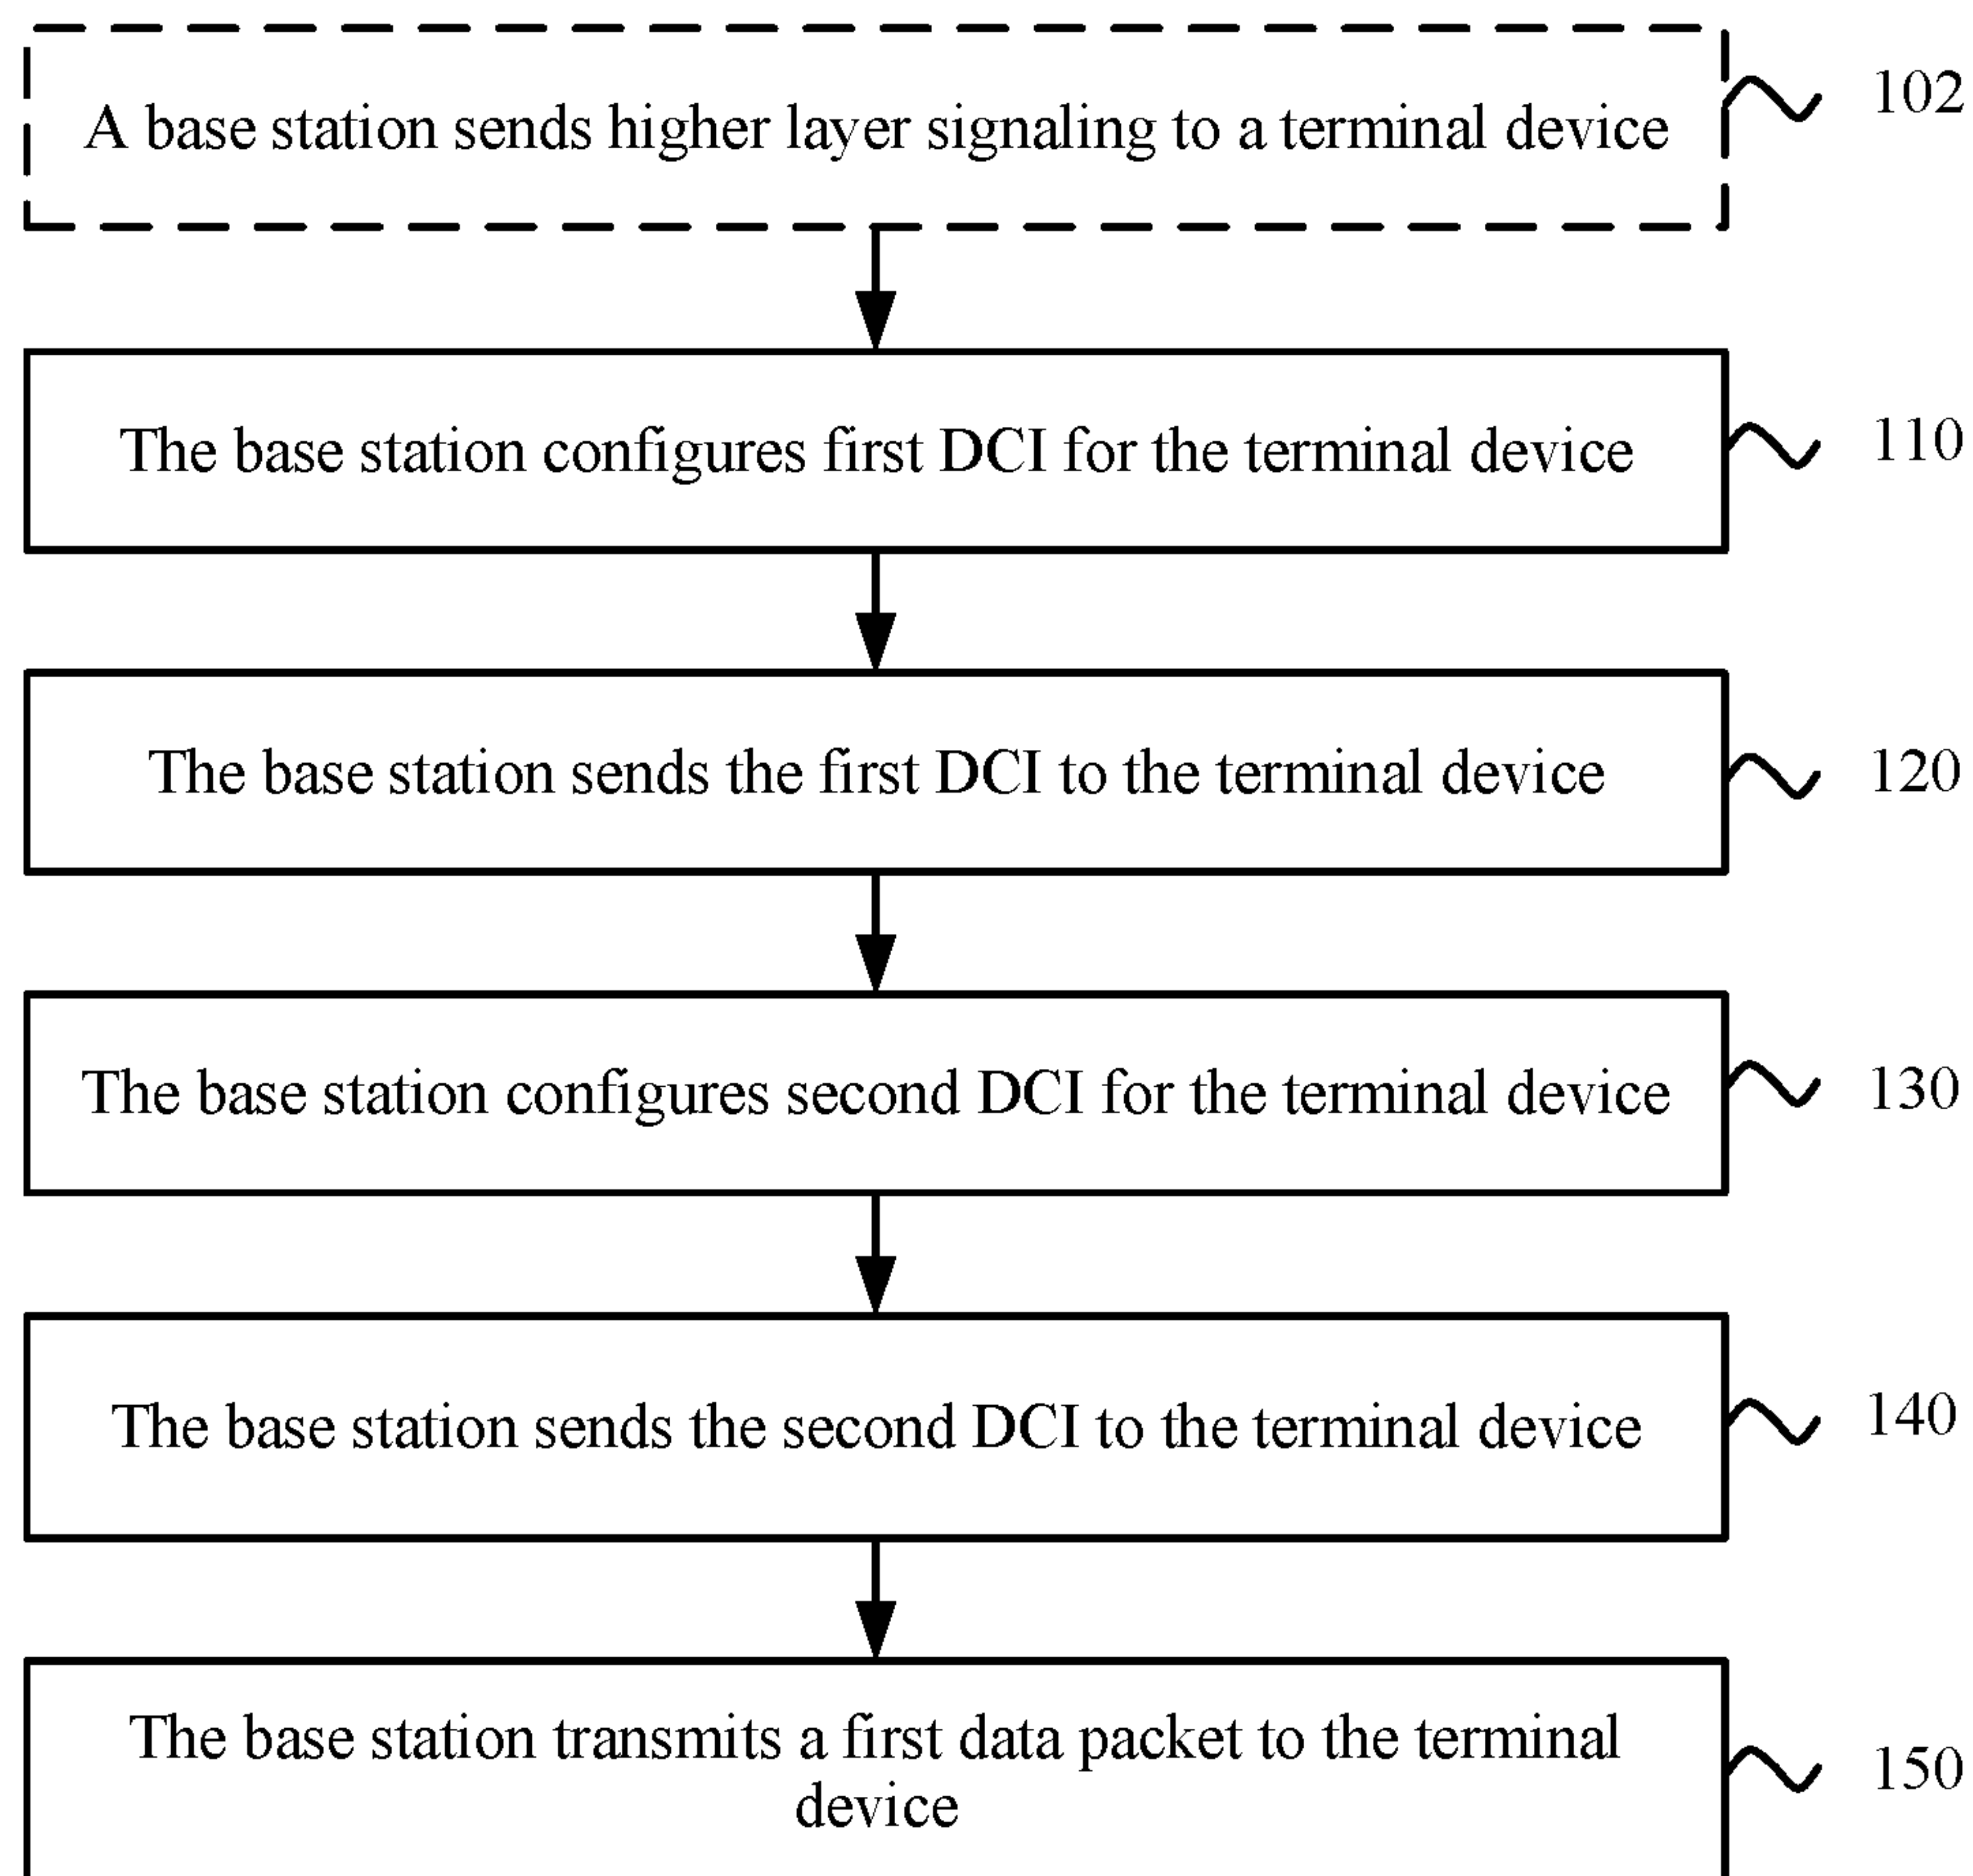 A base station sends higher layer signaling to a terminal device
102
The base station configures first DCI for the terminal device
110
The base station sends the first DCI to the terminal device
120
The base station configures second DCI for the terminal device
130
The base station sends the second DCI to the terminal device
140
The base station transmits a first data packet to the terminal
device
150